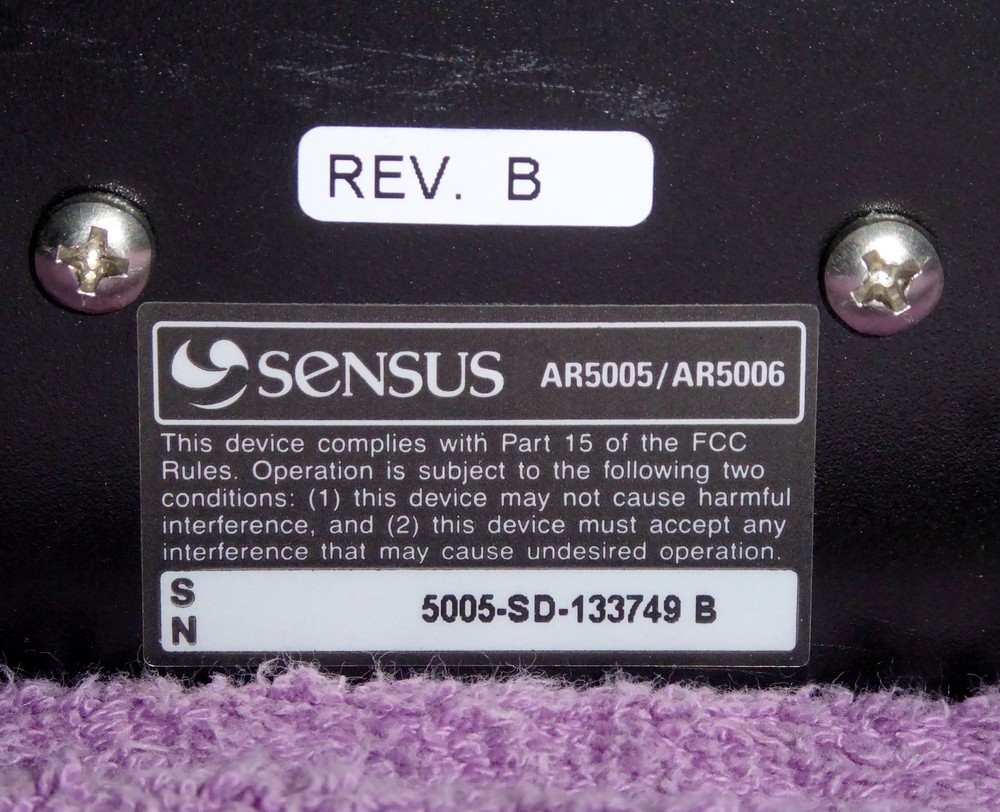 REV. B
SENSUS AR5005/AR5006
This device complies with Part 15 of the FCC
Rules. Operation is subject to the following two
conditions: (1) this device may not cause harmful
interference, and (2) this device must accept any
interference that may cause undesired operation.
SN 5005-SD-133749 B